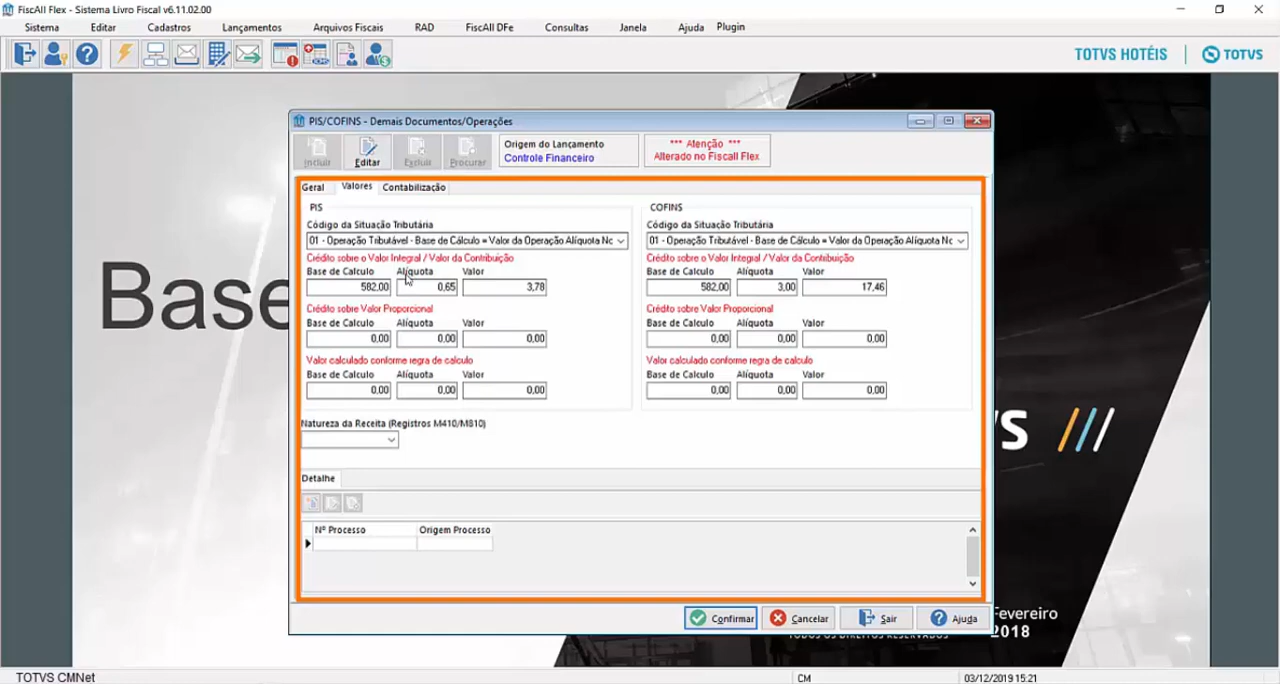 FiscAll Flex - Sistema Livro Fiscal v6.11.02.00
Sistema Editar Cadastros Lançamentos Arquivos Fiscais RAD FiscAll DFe Consultas Janela Ajuda Plugin
TOTVS HOTÉIS TOTVS
PIS/COFINS - Demais Documentos/Operações
Incluir Editar Excluir Procurar
Origem do Lançamento
Controle Financeiro
*** Atenção ***
Alterado no Fiscall Flex
Geral Valores Contabilização
PIS COFINS
Código da Situação Tributária Código da Situação Tributária
01 - Operação Tributável - Base de Cálculo = Valor da Operação Alíquota Nc 01 - Operação Tributável - Base de Cálculo = Valor da Operação Alíquota Nc
Crédito sobre o Valor Integral / Valor da Contribuição Crédito sobre o Valor Integral / Valor da Contribuição
Base de Calculo Alíquota Valor Base de Calculo Alíquota Valor
582,00 0,65 3,78 582,00 3,00 17,46
Crédito sobre Valor Proporcional Crédito sobre Valor Proporcional
Base de Calculo Alíquota Valor Base de Calculo Alíquota Valor
0,00 0,00 0,00 0,00 0,00 0,00
Valor calculado conforme regra de calculo Valor calculado conforme regra de calculo
Base de Calculo Alíquota Valor Base de Calculo Alíquota Valor
0,00 0,00 0,00 0,00 0,00 0,00
Natureza da Receita (Registros M410/M810)
Detalhe
Nº Processo Origem Processo
Confirmar Cancelar Sair Ajuda
Base
VS
Fevereiro
2018
TODOS OS DIREITOS RESERVADOS
TOTVS CMNet CM 03/12/2019 15:21